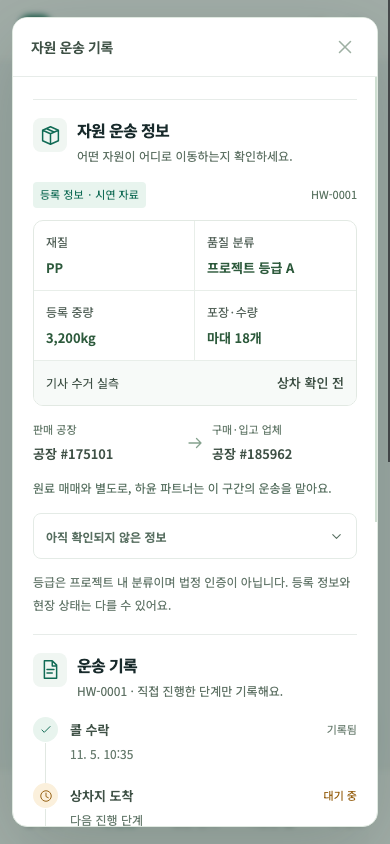 자원 운송 기록
자원 운송 정보
어떤 자원이 어디로 이동하는지 확인하세요.
등록 정보 · 시연 자료
HW-0001
재질
품질 분류
PP
프로젝트 등급 A
등록 중량
포장·수량
3,200kg
마대 18개
기사 수거 실측
상차 확인 전
판매 공장
구매·입고 업체
공장 #175101
→
공장 #185962
원료 매매와 별도로, 하윤 파트너는 이 구간의 운송을 맡아요.
아직 확인되지 않은 정보
등급은 프로젝트 내 분류이며 법정 인증이 아닙니다. 등록 정보와
현장 상태는 다를 수 있어요.
운송 기록
HW-0001 · 직접 진행한 단계만 기록해요.
콜 수락
기록됨
11. 5. 10:35
상차지 도착
대기 중
다음 진행 단계